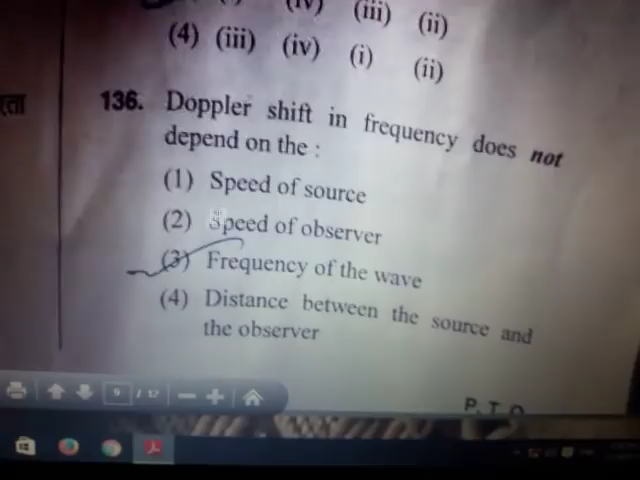 (iv) (iii) (ii)
(4) (iii) (iv) (i) (ii)
136. Doppler shift in frequency does not
depend on the :
(1) Speed of source
(2) Speed of observer
(3) Frequency of the wave
(4) Distance between the source and
the observer
9 / 12
P.T.O